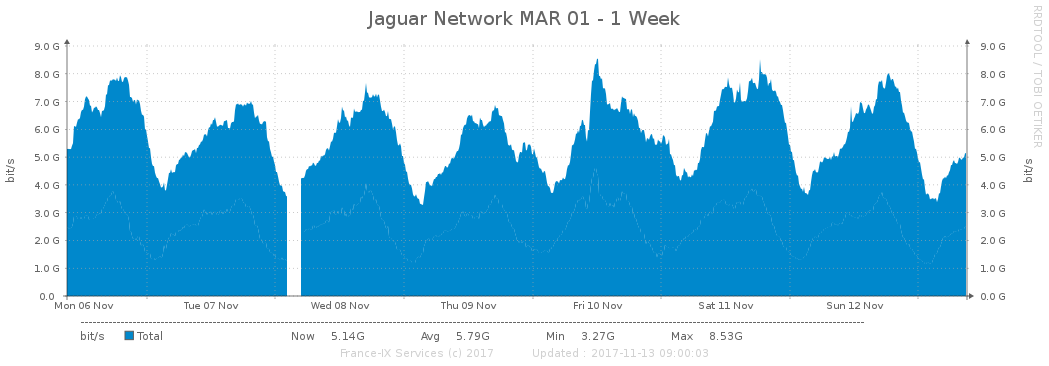 Jaguar Network MAR 01 - 1 Week
RRDTOOL / TOBI OETIKER
9.0 G 9.0 G
8.0 G 8.0 G
7.0 G 7.0 G
6.0 G 6.0 G
5.0 G 5.0 G
4.0 G 4.0 G
3.0 G 3.0 G
2.0 G 2.0 G
1.0 G 1.0 G
0.0 0.0 G
bit/s bit/s
Mon 06 Nov Tue 07 Nov Wed 08 Nov Thu 09 Nov Fri 10 Nov Sat 11 Nov Sun 12 Nov
bit/s Total Now 5.14G Avg 5.79G Min 3.27G Max 8.53G
France-IX Services (c) 2017 Updated : 2017-11-13 09:00:03